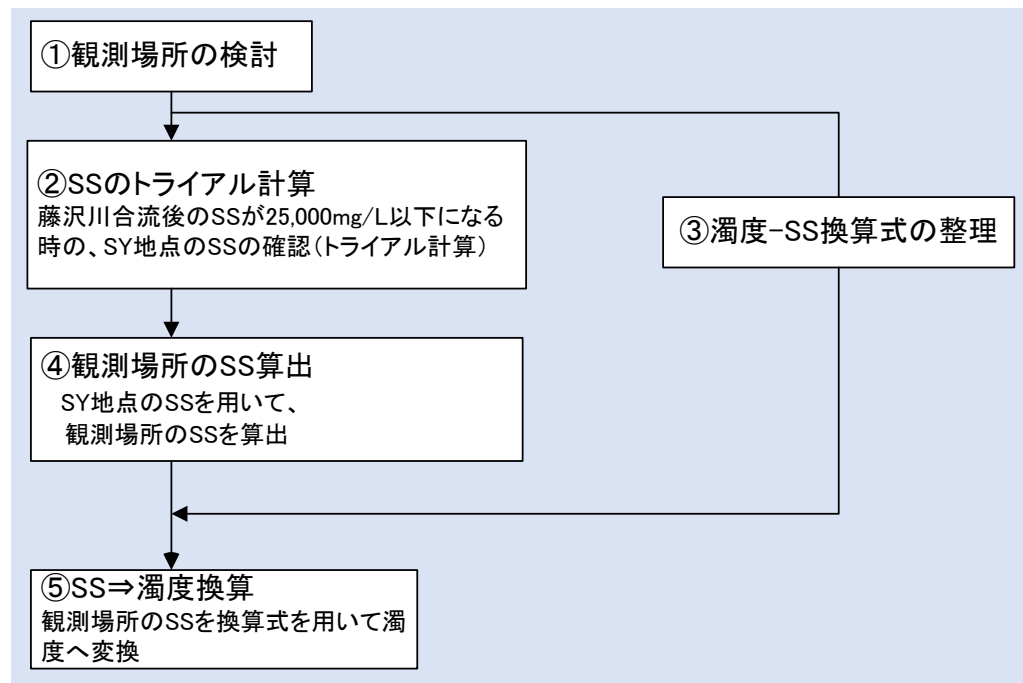 ①観測場所の検討
②SSのトライアル計算
藤沢川合流後のSSが25,000mg/L以下になる
時の、SY地点のSSの確認(トライアル計算)
③濁度-SS換算式の整理
④観測場所のSS算出
SY地点のSSを用いて、
観測場所のSSを算出
⑤SS⇒濁度換算
観測場所のSSを換算式を用いて濁
度へ変換